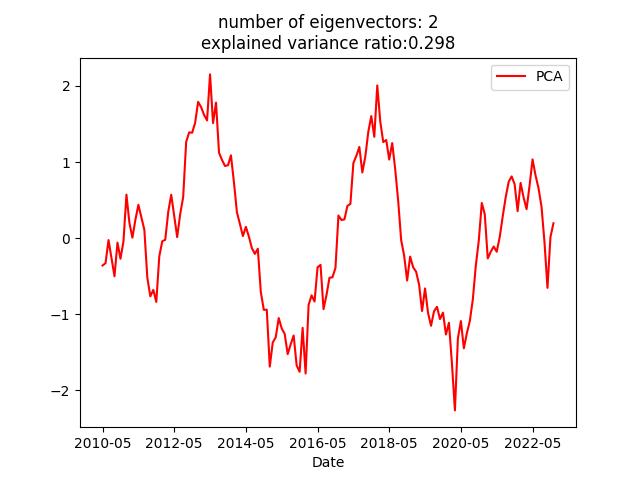 number of eigenvectors: 2
explained variance ratio:0.298
PCA
2
1
0
−1
−2
2010-05 2012-05 2014-05 2016-05 2018-05 2020-05 2022-05
Date